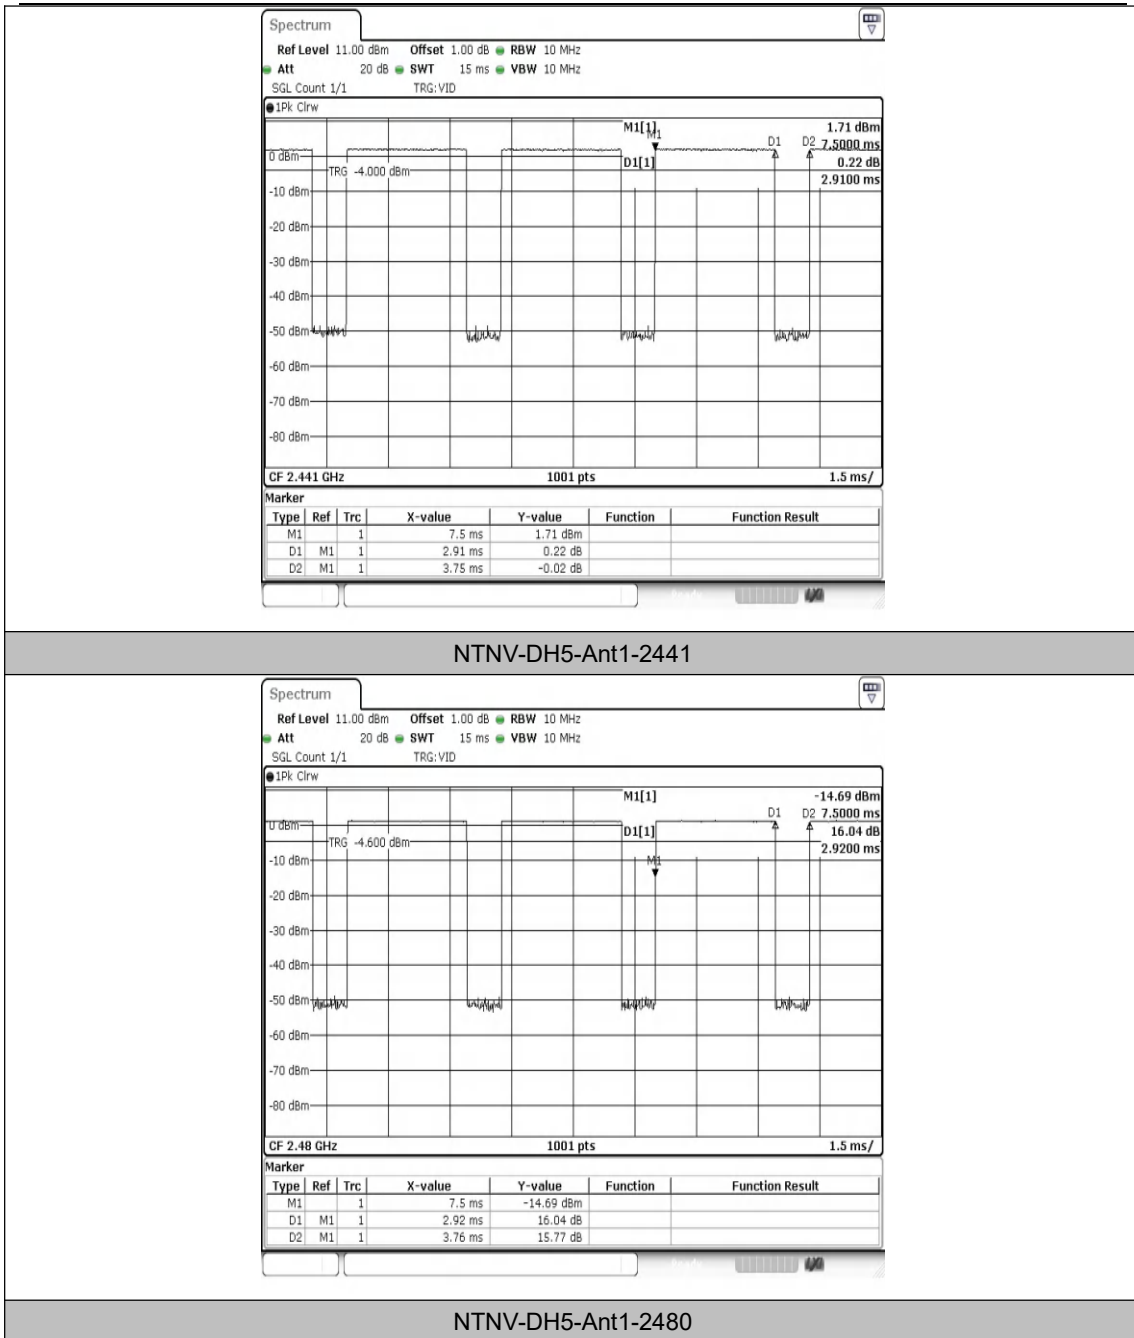 Spectrum
Ref Level 11.00 dBm Offset 1.00 dB RBW 10 MHz
Att 20 dB SWT 15 ms VBW 10 MHz
SGL Count 1/1 TRG:VID
1Pk Clrw
M1[1] 1.71 dBm
M1 D1 D2 7.5000 ms
0 dBm D1[1] 0.22 dB
TRG -4.000 dBm 2.9100 ms
-10 dBm
-20 dBm
-30 dBm
-40 dBm
-50 dBm
-60 dBm
-70 dBm
-80 dBm
CF 2.441 GHz 1001 pts 1.5 ms/
Marker
Type Ref Trc X-value Y-value Function Function Result
M1 1 7.5 ms 1.71 dBm
D1 M1 1 2.91 ms 0.22 dB
D2 M1 1 3.75 ms -0.02 dB
NTNV-DH5-Ant1-2441
Spectrum
Ref Level 11.00 dBm Offset 1.00 dB RBW 10 MHz
Att 20 dB SWT 15 ms VBW 10 MHz
SGL Count 1/1 TRG:VID
1Pk Clrw
M1[1] -14.69 dBm
D1 D2 7.5000 ms
0 dBm D1[1] 16.04 dB
TRG -4.600 dBm 2.9200 ms
-10 dBm M1
-20 dBm
-30 dBm
-40 dBm
-50 dBm
-60 dBm
-70 dBm
-80 dBm
CF 2.48 GHz 1001 pts 1.5 ms/
Marker
Type Ref Trc X-value Y-value Function Function Result
M1 1 7.5 ms -14.69 dBm
D1 M1 1 2.92 ms 16.04 dB
D2 M1 1 3.76 ms 15.77 dB
NTNV-DH5-Ant1-2480